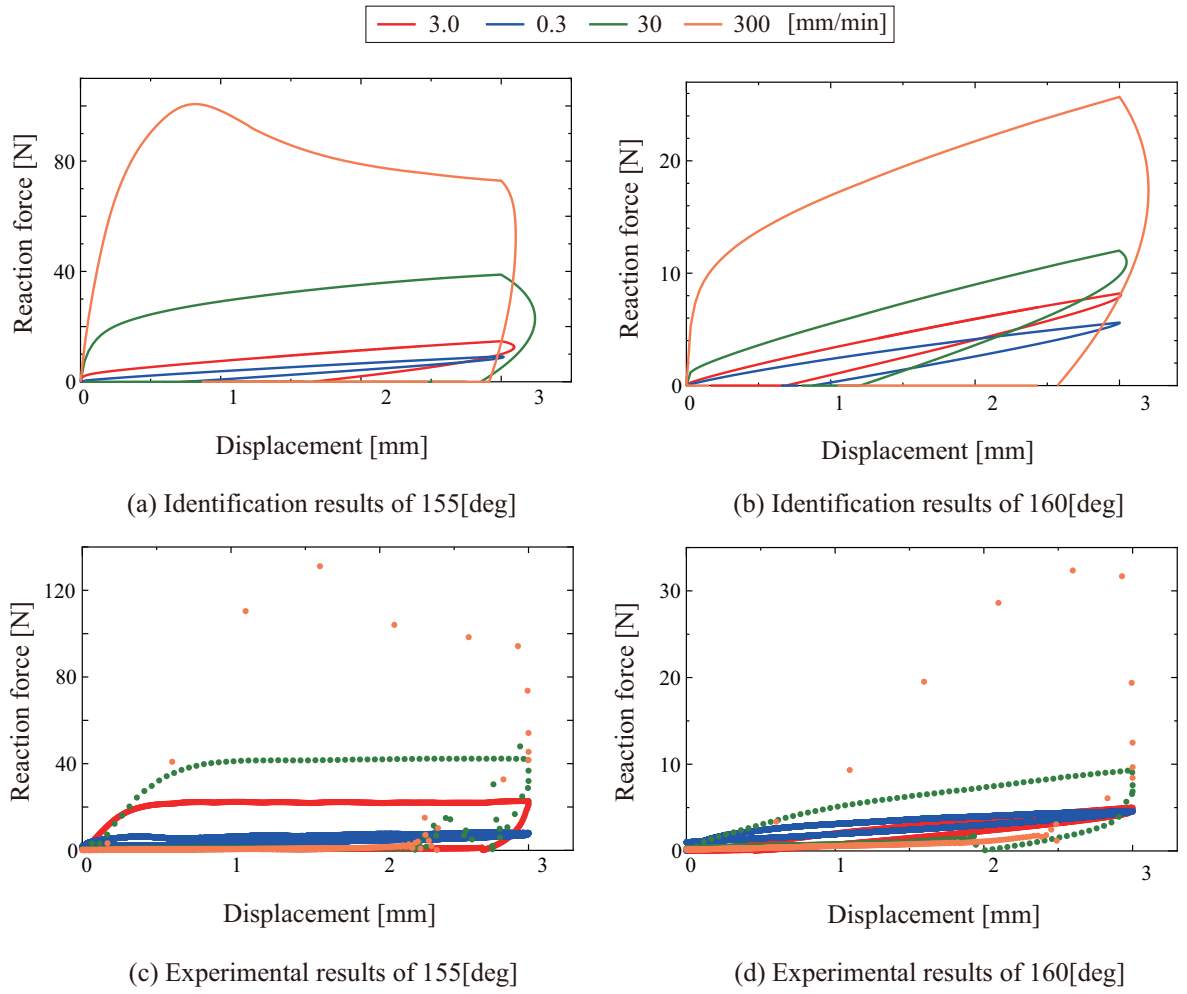 3.0 0.3 30 300 [mm/min]
Reaction force [N]
80
40
0
0 1 2 3
Displacement [mm]
(a) Identification results of 155[deg]
Reaction force [N]
20
10
0
0 1 2 3
Displacement [mm]
(b) Identification results of 160[deg]
Reaction force [N]
120
80
40
0
0 1 2 3
Displacement [mm]
(c) Experimental results of 155[deg]
Reaction force [N]
30
20
10
0
0 1 2 3
Displacement [mm]
(d) Experimental results of 160[deg]